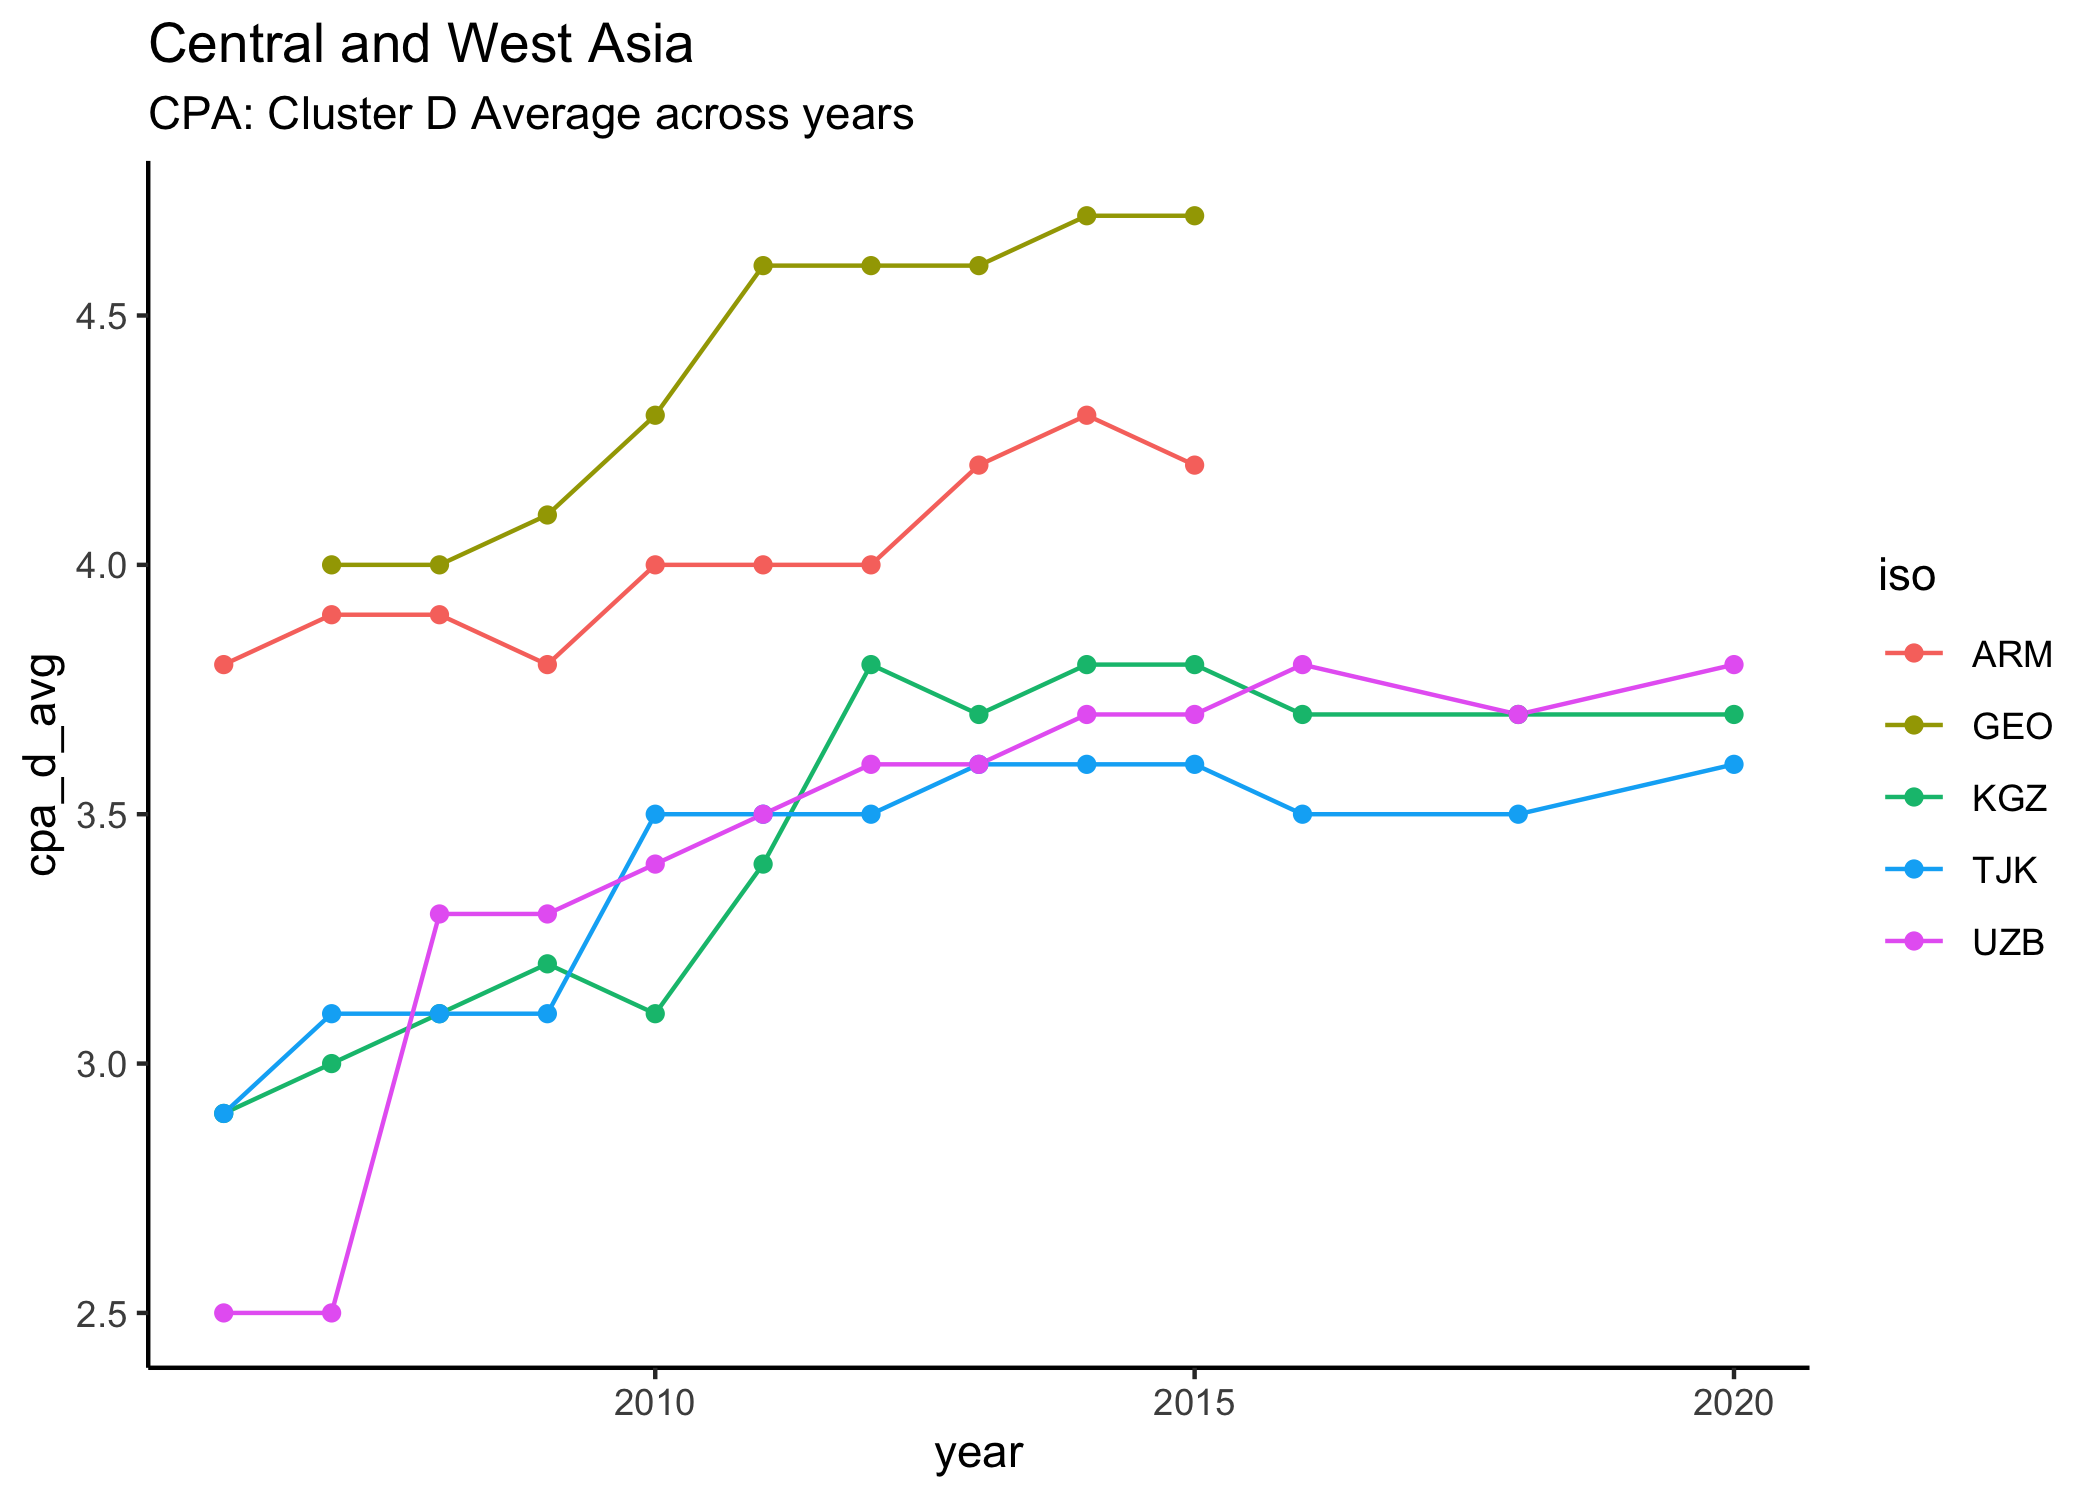 Central and West Asia
CPA: Cluster D Average across years
cpa_d_avg
4.5
4.0
3.5
3.0
2.5
2010
2015
2020
year
iso
ARM
GEO
KGZ
TJK
UZB